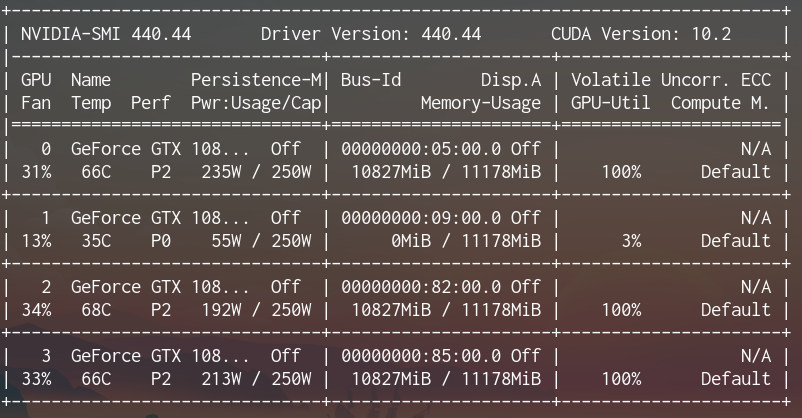 +-----------------------------------------------------------------------------+
| NVIDIA-SMI 440.44       Driver Version: 440.44       CUDA Version: 10.2     |
|-------------------------------+----------------------+----------------------+
| GPU  Name        Persistence-M| Bus-Id        Disp.A | Volatile Uncorr. ECC |
| Fan  Temp  Perf  Pwr:Usage/Cap|         Memory-Usage | GPU-Util  Compute M. |
|===============================+======================+======================|
|   0  GeForce GTX 108...  Off  | 00000000:05:00.0 Off |                  N/A |
| 31%   66C    P2   235W / 250W |  10827MiB / 11178MiB |    100%      Default |
+-------------------------------+----------------------+----------------------+
|   1  GeForce GTX 108...  Off  | 00000000:09:00.0 Off |                  N/A |
| 13%   35C    P0    55W / 250W |      0MiB / 11178MiB |      3%      Default |
+-------------------------------+----------------------+----------------------+
|   2  GeForce GTX 108...  Off  | 00000000:82:00.0 Off |                  N/A |
| 34%   68C    P2   192W / 250W |  10827MiB / 11178MiB |    100%      Default |
+-------------------------------+----------------------+----------------------+
|   3  GeForce GTX 108...  Off  | 00000000:85:00.0 Off |                  N/A |
| 33%   66C    P2   213W / 250W |  10827MiB / 11178MiB |    100%      Default |
+-------------------------------+----------------------+----------------------+